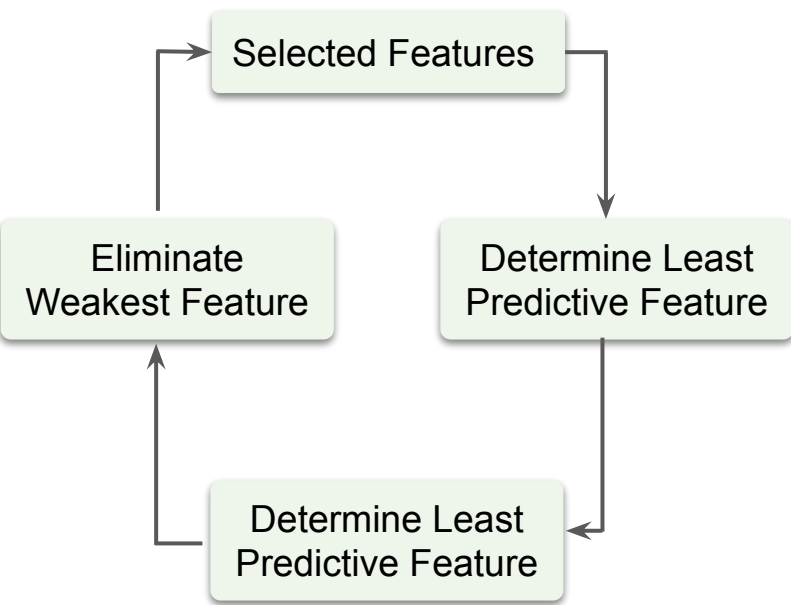 Selected Features
Eliminate
Weakest Feature
Determine Least
Predictive Feature
Determine Least
Predictive Feature